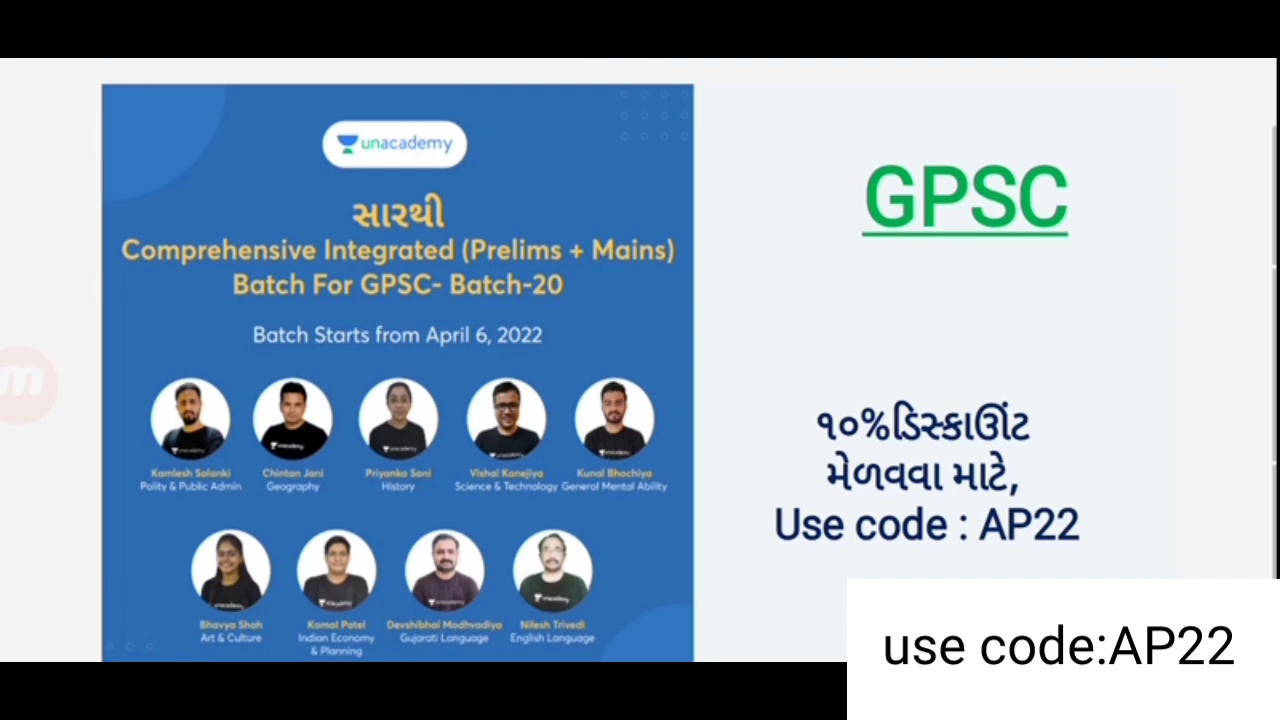 unacademy
સારથી
Comprehensive Integrated (Prelims + Mains)
Batch For GPSC- Batch-20
Batch Starts from April 6, 2022
Kamlesh Solanki
Polity & Public Admin
Chintan Jani
Geography
Priyanka Soni
History
Vishal Kanejiya
Science & Technology
Kunal Bhochiya
General Mental Ability
Bhavya Shah
Art & Culture
Kamal Patel
Indian Economy
& Planning
Devshibhai Modhvadiya
Gujarati Language
Nilesh Trivedi
English Language
GPSC
૧૦%ડિસ્કાઊંટ
મેળવવા માટે,
Use code : AP22
use code:AP22